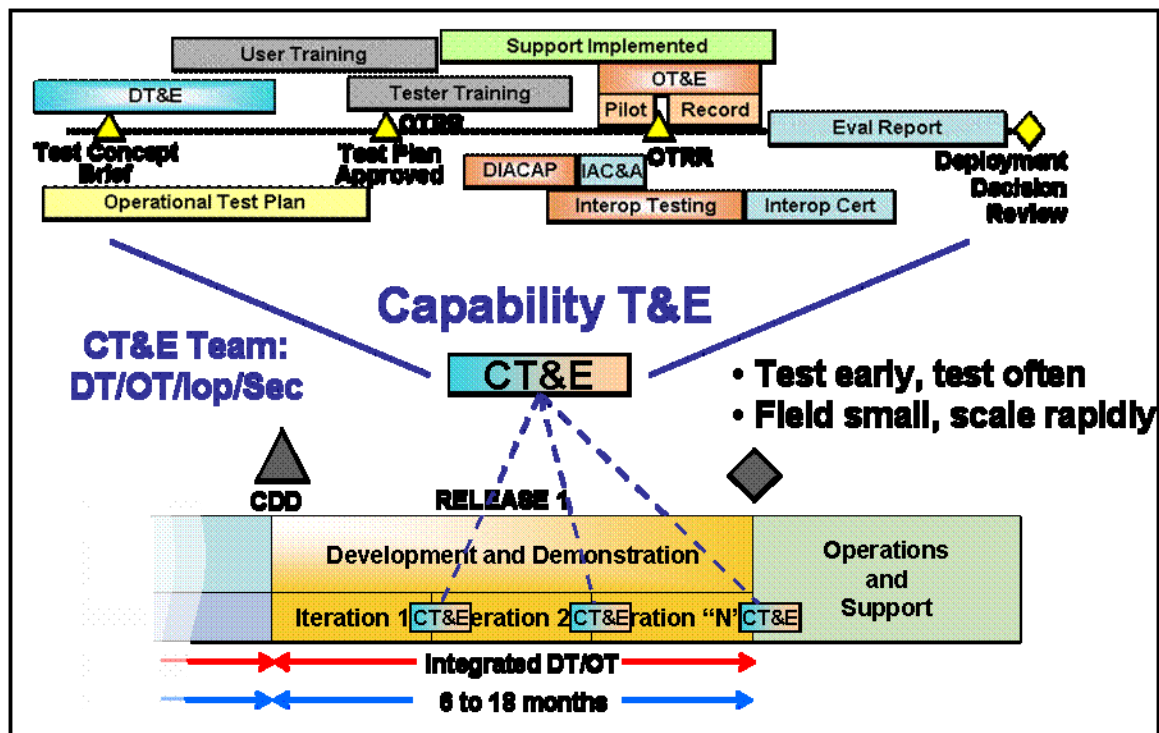 User Training
Support Implemented
DT&E
Tester Training
OT&E
Pilot
Record
OTRR
Eval Report
Test Concept
Brief
Test Plan
Approved
OTRR
Deployment
Decision
Review
DIACAP
IAC&A
Operational Test Plan
Interop Testing
Interop Cert
Capability T&E
CT&E Team:
DT/OT/Iop/Sec
CT&E
• Test early, test often
• Field small, scale rapidly
CDD
RELEASE 1
Development and Demonstration
Operations
and
Support
Iteration 1
CT&E
eration 2
CT&E
ration “N”
CT&E
Integrated DT/OT
6 to 18 months